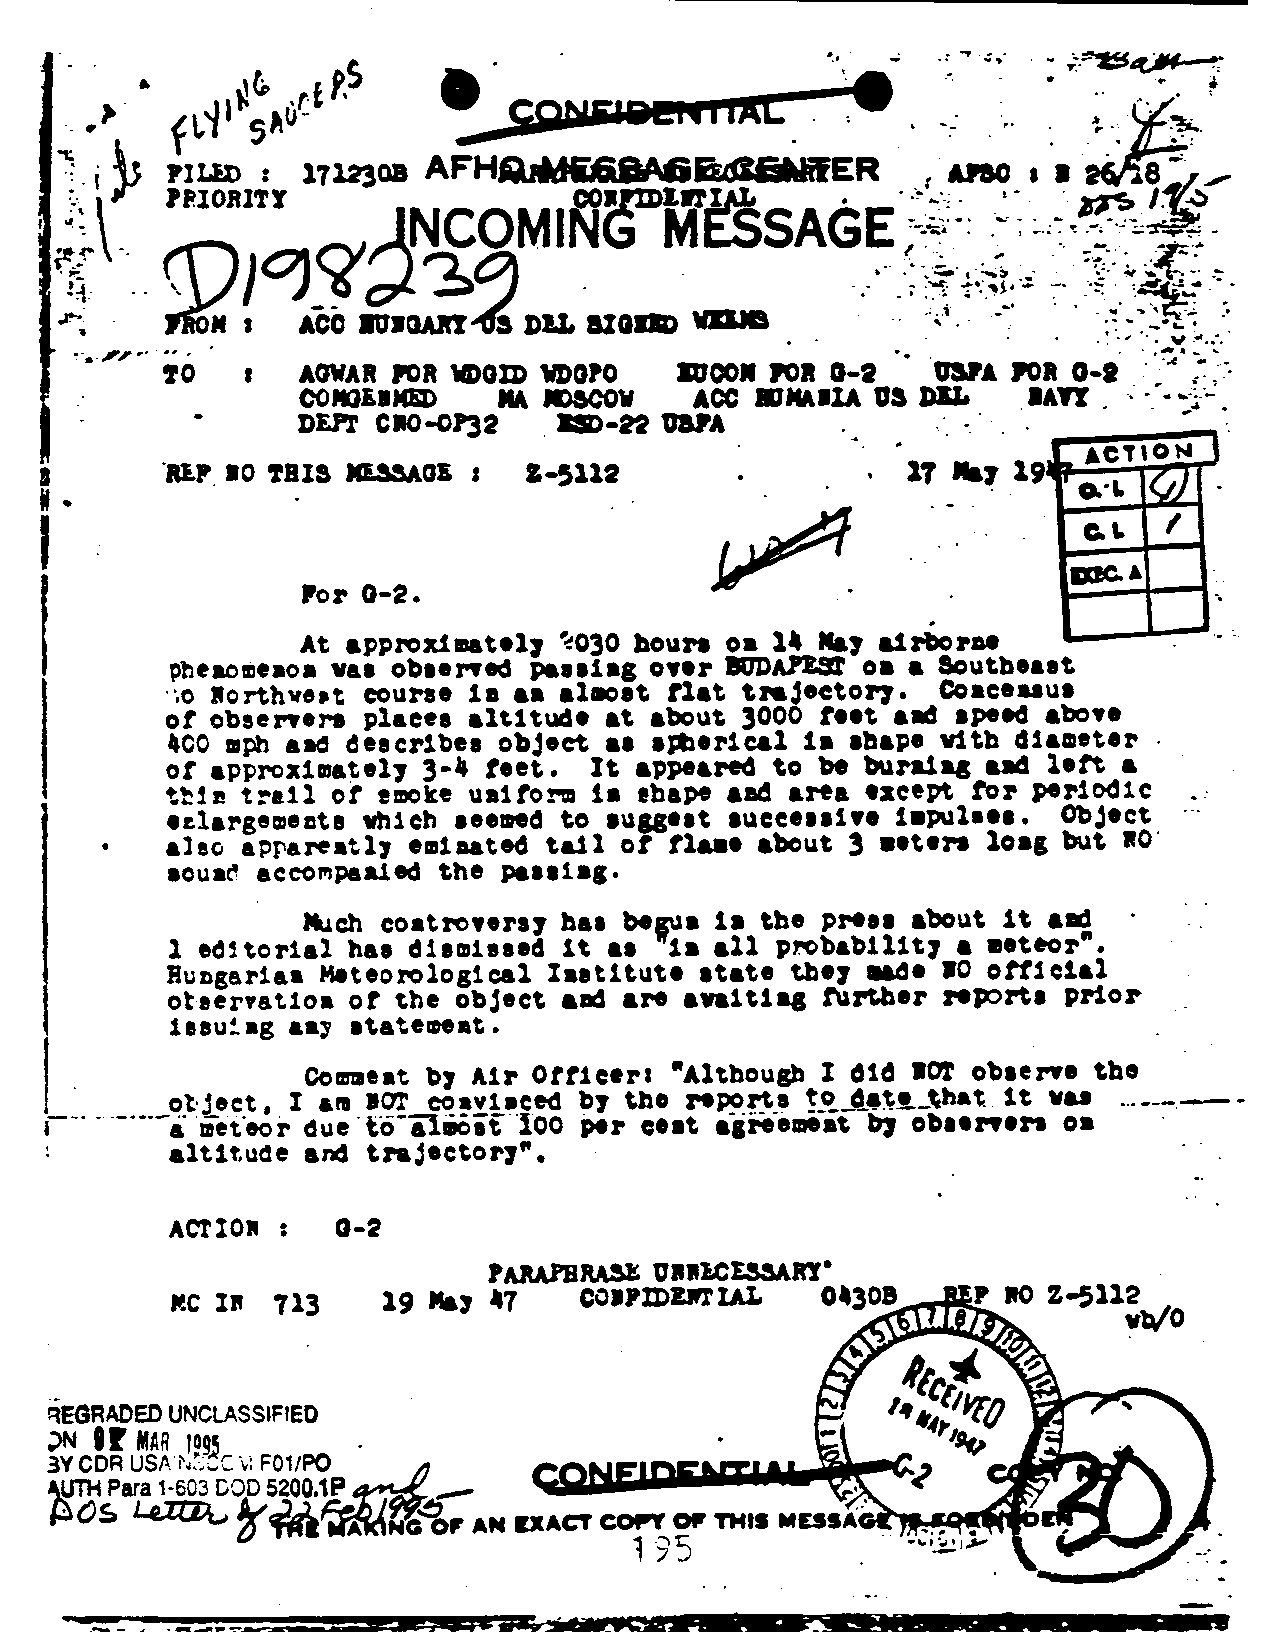 FLYING
SAUCERS
CONFIDENTIAL
FILED : 171230B AFHQ MESSAGE CENTER
PRIORITY CONFIDENTIAL
INCOMING MESSAGE
D198239
FROM : ACC HUNGARY US DEL SIGNED WEEMS
TO : AGWAR FOR WDGID WDGPO EUCOM FOR G-2 USFA FOR G-2
COMGENMED MA MOSCOW ACC RUMANIA US DEL NAVY
DEPT CNO-OP32 ESD-22 USFA
REF NO THIS MESSAGE : Z-5112 17 May 1947
ACTION
EXEC. A
For G-2.
At approximately 2030 hours on 14 May airborne
phenomenon was observed passing over BUDAPEST on a Southeast
to Northwest course in an almost flat trajectory. Concensus
of observers places altitude at about 3000 feet and speed above
400 mph and describes object as spherical in shape with diameter
of approximately 3-4 feet. It appeared to be burning and left a
thin trail of smoke uniform in shape and area except for periodic
enlargements which seemed to suggest successive impulses. Object
also apparently eminated tail of flame about 3 meters long but NO
sound accompanied the passing.
Much controversy has begun in the press about it and
1 editorial has dismissed it as "in all probability a meteor".
Hungarian Meteorological Institute state they made NO official
observation of the object and are awaiting further reports prior
issuing any statement.
Comment by Air Officer: "Although I did NOT observe the
object, I am NOT convinced by the reports to date that it was
a meteor due to almost 100 per cent agreement by observers on
altitude and trajectory".
ACTION : G-2
PARAPHRASE UNNECESSARY
MC IN 713 19 May 47 CONFIDENTIAL 0430B REF NO Z-5112
wb/O
RECEIVED
MAY 1947
G-2
REGRADED UNCLASSIFIED
ON MAR 1995
BY CDR USA F01/PO
AUTH Para 1-603 DOD 5200.1P and
DOS Letter of 22 Feb 1995
CONFIDENTIAL COPY NO 20
THE MAKING OF AN EXACT COPY OF THIS MESSAGE IS FORBIDDEN
195